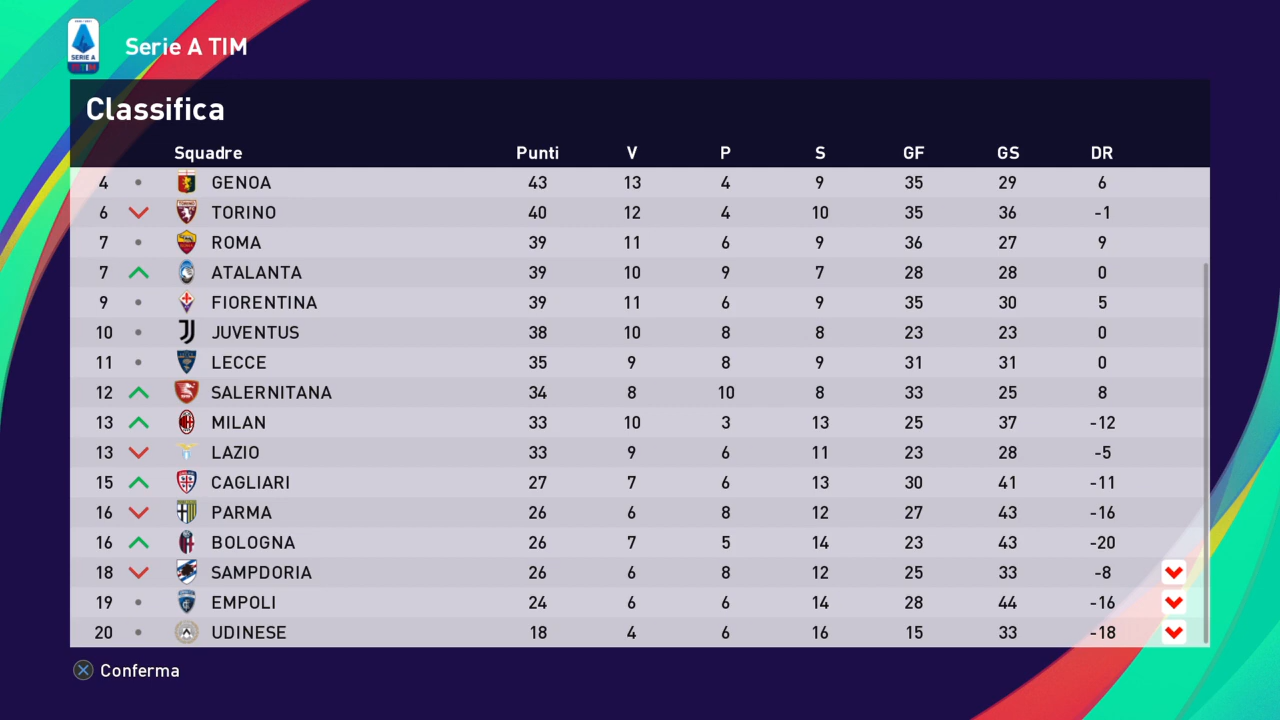 SERIE A
TIM
Serie A TIM
Classifica
Squadre Punti V P S GF GS DR
4 GENOA 43 13 4 9 35 29 6
6 TORINO 40 12 4 10 35 36 -1
7 ROMA 39 11 6 9 36 27 9
7 ATALANTA 39 10 9 7 28 28 0
9 FIORENTINA 39 11 6 9 35 30 5
10 JUVENTUS 38 10 8 8 23 23 0
11 LECCE 35 9 8 9 31 31 0
12 SALERNITANA 34 8 10 8 33 25 8
13 MILAN 33 10 3 13 25 37 -12
13 LAZIO 33 9 6 11 23 28 -5
15 CAGLIARI 27 7 6 13 30 41 -11
16 PARMA 26 6 8 12 27 43 -16
16 BOLOGNA 26 7 5 14 23 43 -20
18 SAMPDORIA 26 6 8 12 25 33 -8
19 EMPOLI 24 6 6 14 28 44 -16
20 UDINESE 18 4 6 16 15 33 -18
Conferma